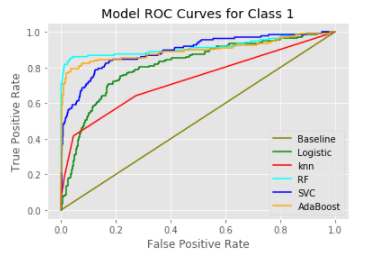 Model ROC Curves for Class 1
True Positive Rate
1.0
0.8
0.6
0.4
0.2
0.0
Baseline
Logistic
knn
RF
SVC
AdaBoost
0.0 0.2 0.4 0.6 0.8 1.0
False Positive Rate